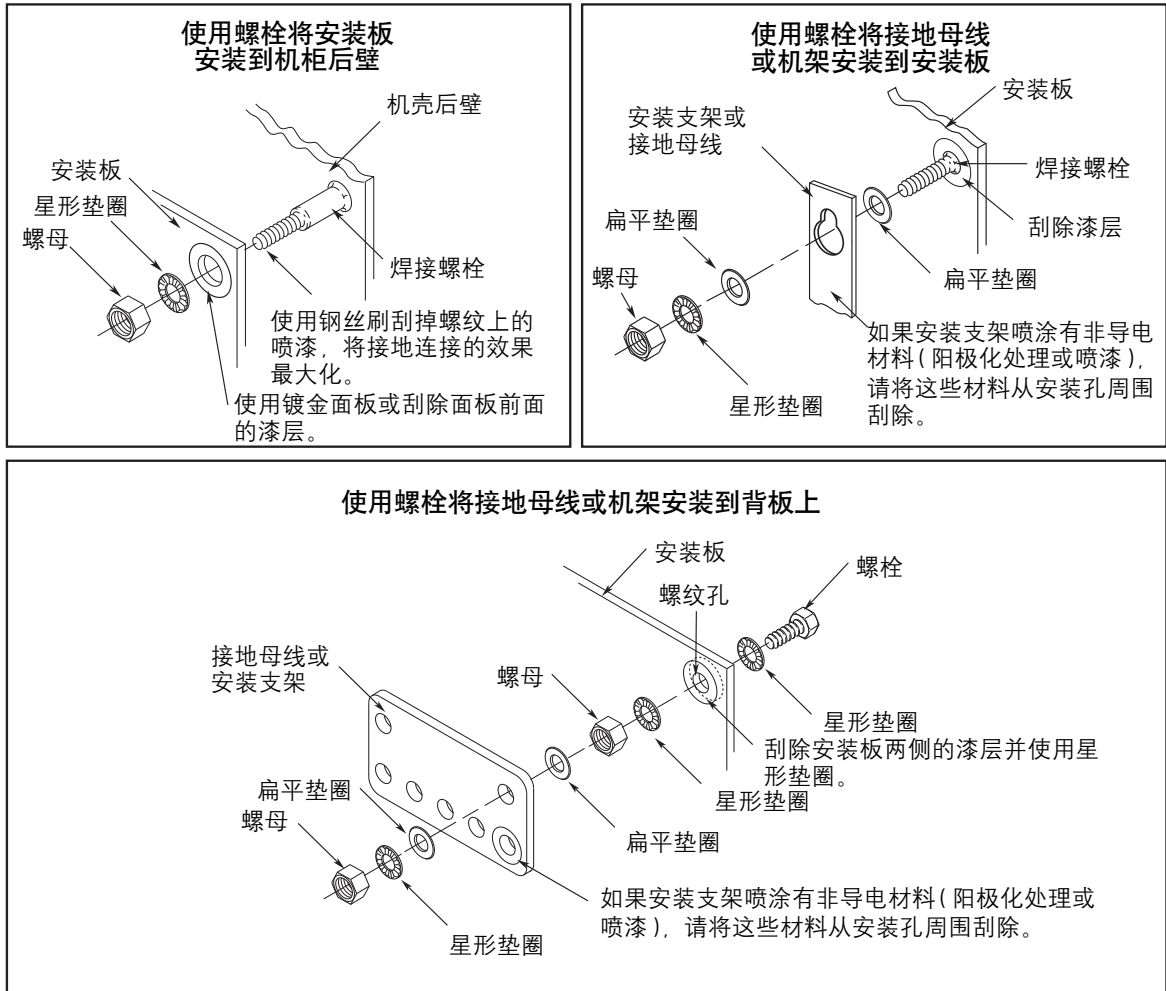 使用螺栓将安装板
安装到机柜后壁
机壳后壁
安装板
星形垫圈
螺母
焊接螺栓
使用钢丝刷刮掉螺纹上的
喷漆，将接地连接的效果
最大化。
使用镀金面板或刮除面板前面
的漆层。
使用螺栓将接地母线
或机架安装到安装板
安装板
安装支架或
接地母线
焊接螺栓
刮除漆层
扁平垫圈
扁平垫圈
螺母
星形垫圈
如果安装支架喷涂有非导电
材料(阳极化处理或喷漆)，
请将这些材料从安装孔周围
刮除。
使用螺栓将接地母线或机架安装到背板上
安装板
螺栓
螺纹孔
接地母线或
安装支架
螺母
星形垫圈
刮除安装板两侧的漆层并使用星
形垫圈。
星形垫圈
扁平垫圈
扁平垫圈
螺母
星形垫圈
如果安装支架喷涂有非导电材料(阳极化处理或
喷漆)，请将这些材料从安装孔周围刮除。